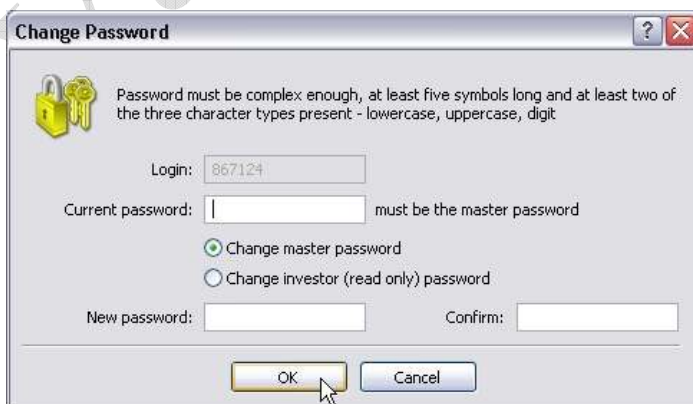 Change Password
Password must be complex enough, at least five symbols long and at least two of
the three character types present - lowercase, uppercase, digit
Login: 867124
Current password: must be the master password
Change master password
Change investor (read only) password
New password: Confirm:
OK Cancel